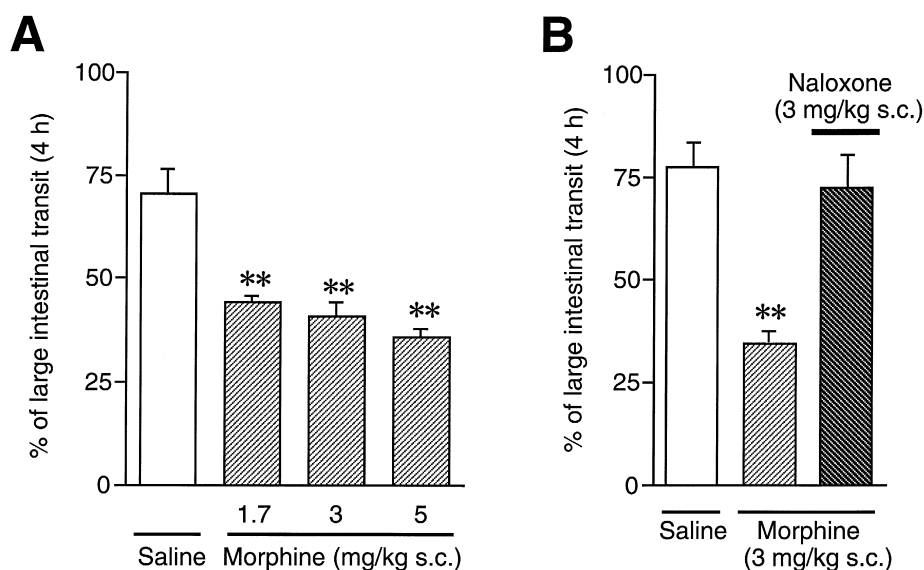 A
% of large intestinal transit (4 h)
100
75
50
25
0
**
**
**
1.7 3 5
Saline Morphine (mg/kg s.c.)
B
% of large intestinal transit (4 h)
100
75
50
25
0
Naloxone
(3 mg/kg s.c.)
**
Saline Morphine
(3 mg/kg s.c.)